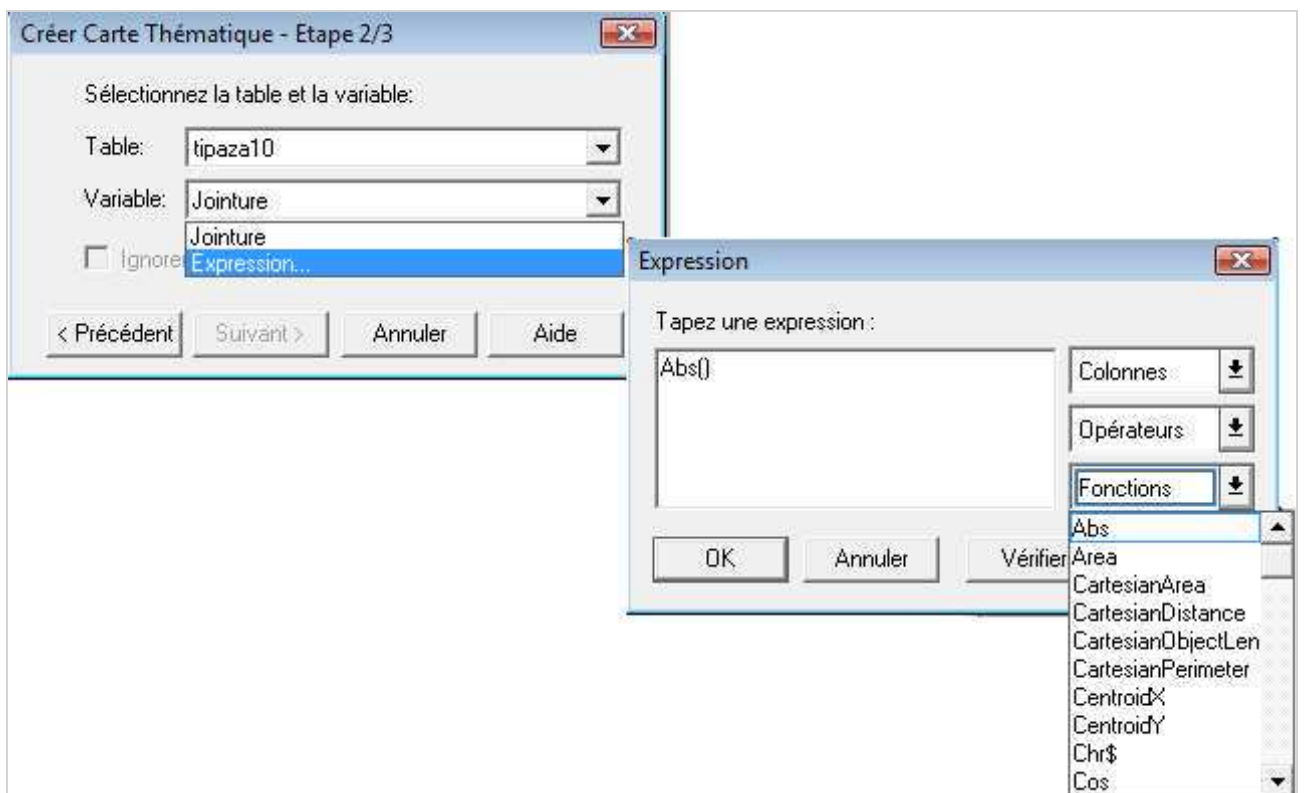 Créer Carte Thématique - Etape 2/3
Sélectionnez la table et la variable:
Table: tipaza10
Variable: Jointure
Jointure
Ignore Expression...
< Précédent Suivant > Annuler Aide
Expression
Tapez une expression :
Abs()
Colonnes
Opérateurs
Fonctions
OK Annuler Vérifier
Abs
Area
CartesianArea
CartesianDistance
CartesianObjectLen
CartesianPerimeter
CentroidX
CentroidY
Chr$
Cos